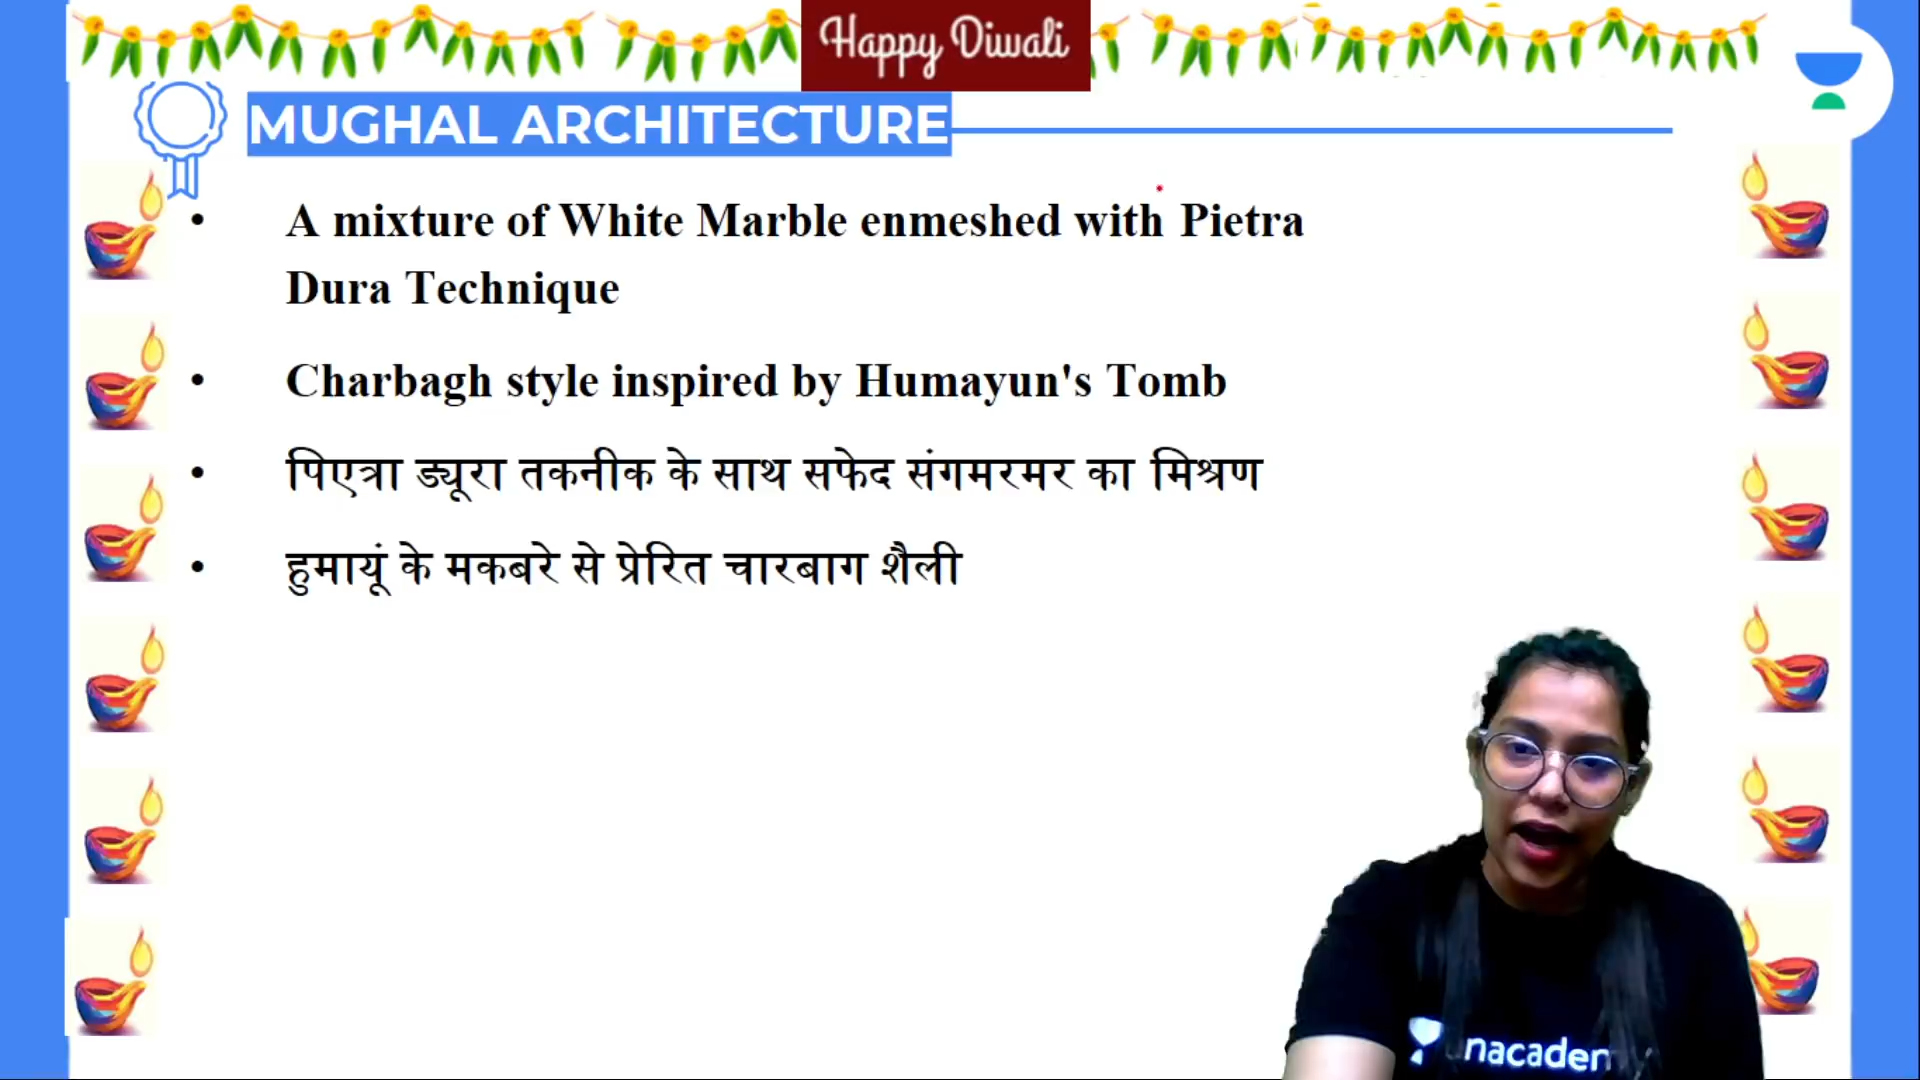 Happy Diwali
MUGHAL ARCHITECTURE
• A mixture of White Marble enmeshed with Pietra
Dura Technique
• Charbagh style inspired by Humayun's Tomb
• पिएत्रा ड्यूरा तकनीक के साथ सफेद संगमरमर का मिश्रण
• हुमायूं के मकबरे से प्रेरित चारबाग शैली